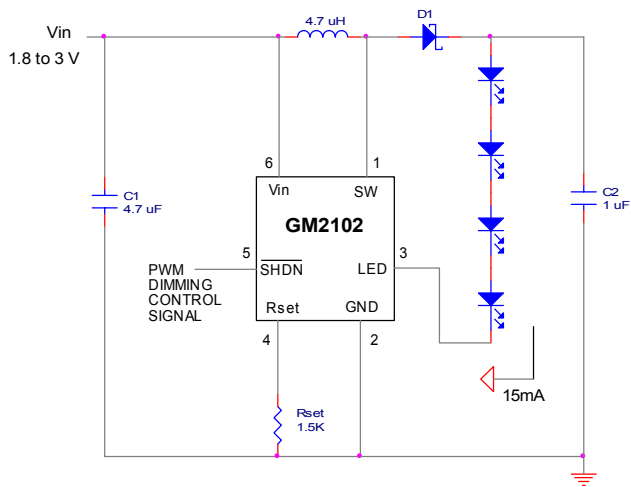 Vin
1.8 to 3 V
4.7 uH
D1
C1
4.7 uF
C2
1 uF
6
1
Vin
SW
GM2102
5
SHDN
LED
3
PWM
DIMMING
CONTROL
SIGNAL
Rset
GND
4
2
Rset
1.5K
15mA